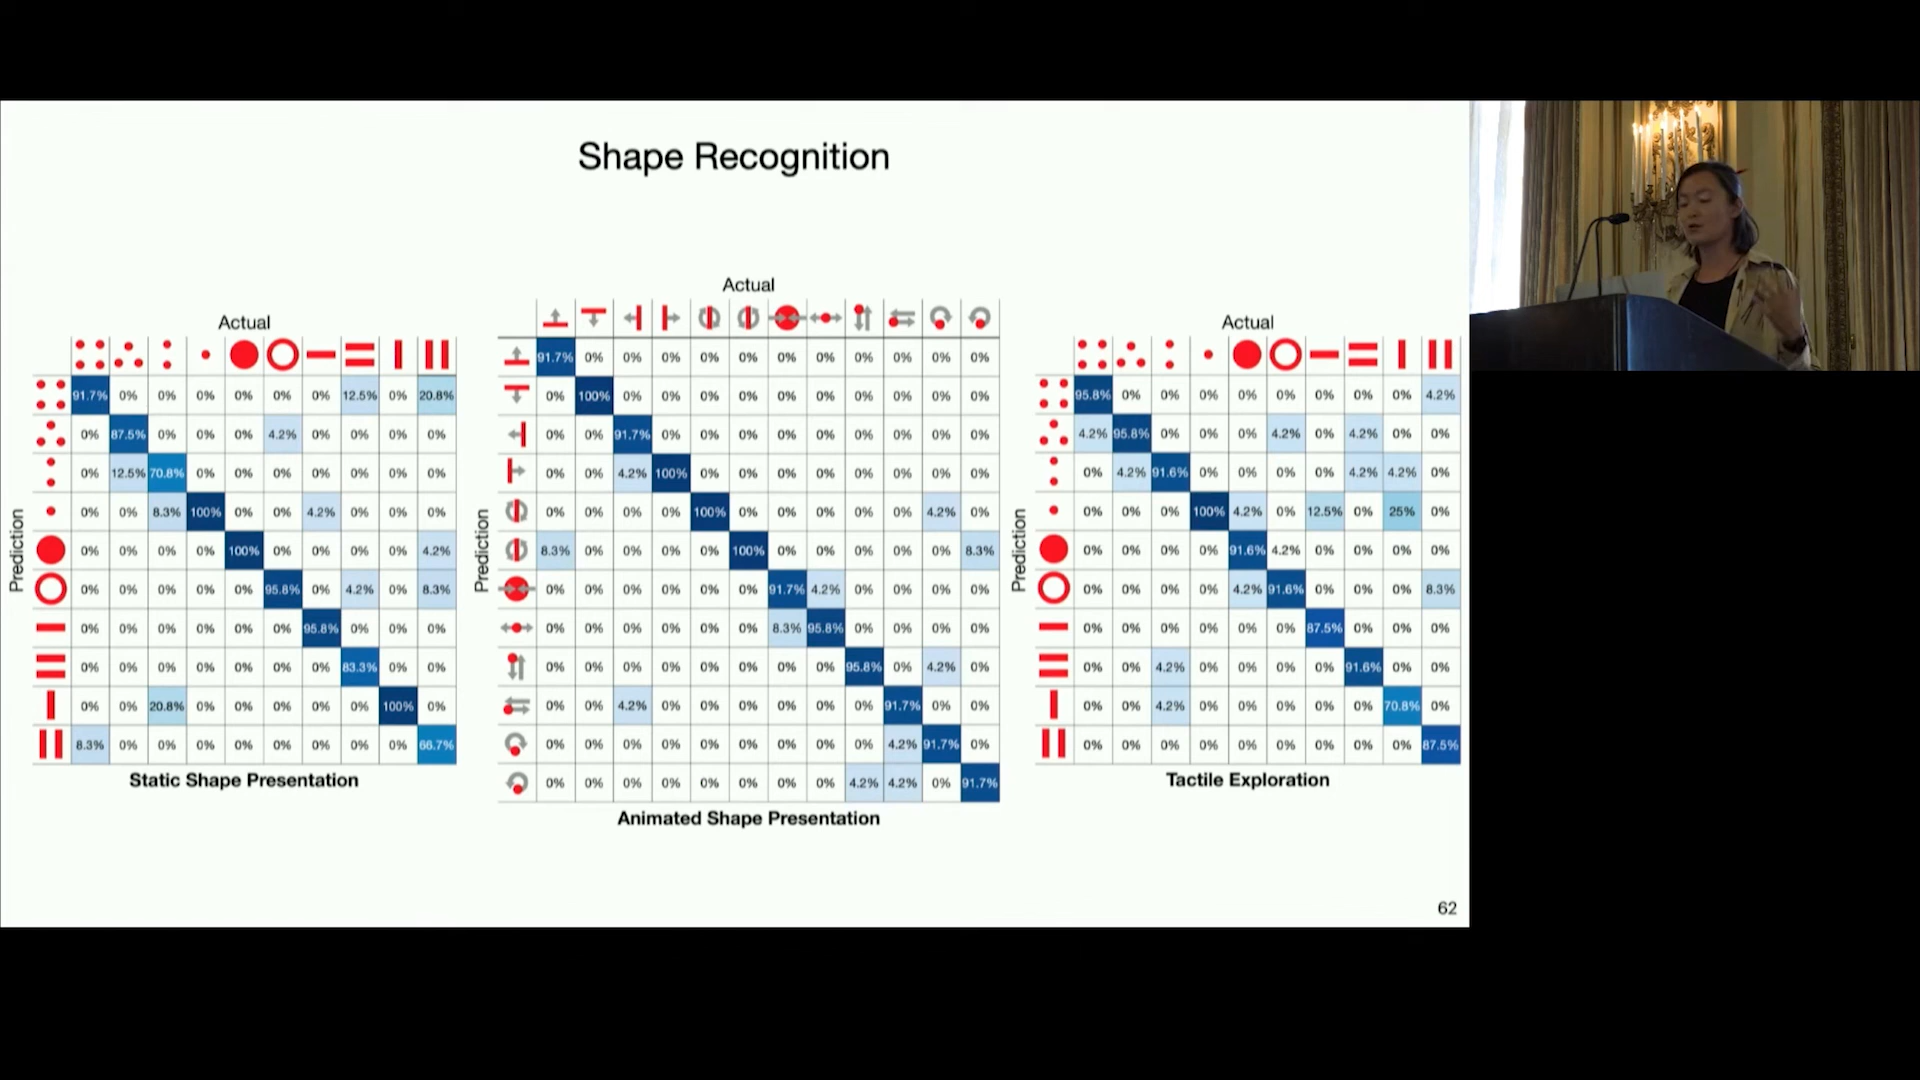 Shape Recognition
Actual
91.7% 0% 0% 0% 0% 0% 0% 12.5% 0% 20.8%
0% 87.5% 0% 0% 0% 4.2% 0% 0% 0% 0%
0% 12.5% 70.8% 0% 0% 0% 0% 0% 0% 0%
0% 0% 8.3% 100% 0% 0% 4.2% 0% 0% 0%
0% 0% 0% 0% 100% 0% 0% 0% 0% 4.2%
0% 0% 0% 0% 0% 95.8% 0% 4.2% 0% 8.3%
0% 0% 0% 0% 0% 0% 95.8% 0% 0% 0%
0% 0% 0% 0% 0% 0% 0% 83.3% 0% 0%
0% 0% 20.8% 0% 0% 0% 0% 0% 100% 0%
8.3% 0% 0% 0% 0% 0% 0% 0% 0% 66.7%
Prediction
Static Shape Presentation
Actual
91.7% 0% 0% 0% 0% 0% 0% 0% 0% 0% 0% 0%
0% 100% 0% 0% 0% 0% 0% 0% 0% 0% 0% 0%
0% 0% 91.7% 0% 0% 0% 0% 0% 0% 0% 0% 0%
0% 0% 4.2% 100% 0% 0% 0% 0% 0% 0% 0% 0%
0% 0% 0% 0% 100% 0% 0% 0% 0% 0% 4.2% 0%
8.3% 0% 0% 0% 0% 100% 0% 0% 0% 0% 0% 8.3%
0% 0% 0% 0% 0% 0% 91.7% 4.2% 0% 0% 0% 0%
0% 0% 0% 0% 0% 0% 8.3% 95.8% 0% 0% 0% 0%
0% 0% 0% 0% 0% 0% 0% 0% 95.8% 0% 4.2% 0%
0% 0% 4.2% 0% 0% 0% 0% 0% 0% 91.7% 0% 0%
0% 0% 0% 0% 0% 0% 0% 0% 0% 4.2% 91.7% 0%
0% 0% 0% 0% 0% 0% 0% 0% 4.2% 4.2% 0% 91.7%
Prediction
Animated Shape Presentation
Actual
95.8% 0% 0% 0% 0% 0% 0% 0% 0% 4.2%
4.2% 95.8% 0% 0% 0% 4.2% 0% 4.2% 0% 0%
0% 4.2% 91.6% 0% 0% 0% 0% 4.2% 4.2% 0%
0% 0% 0% 100% 4.2% 0% 12.5% 0% 25% 0%
0% 0% 0% 0% 91.6% 4.2% 0% 0% 0% 0%
0% 0% 0% 0% 4.2% 91.6% 0% 0% 0% 8.3%
0% 0% 0% 0% 0% 0% 87.5% 0% 0% 0%
0% 0% 4.2% 0% 0% 0% 0% 91.6% 0% 0%
0% 0% 4.2% 0% 0% 0% 0% 0% 70.8% 0%
0% 0% 0% 0% 0% 0% 0% 0% 0% 87.5%
Prediction
Tactile Exploration
62